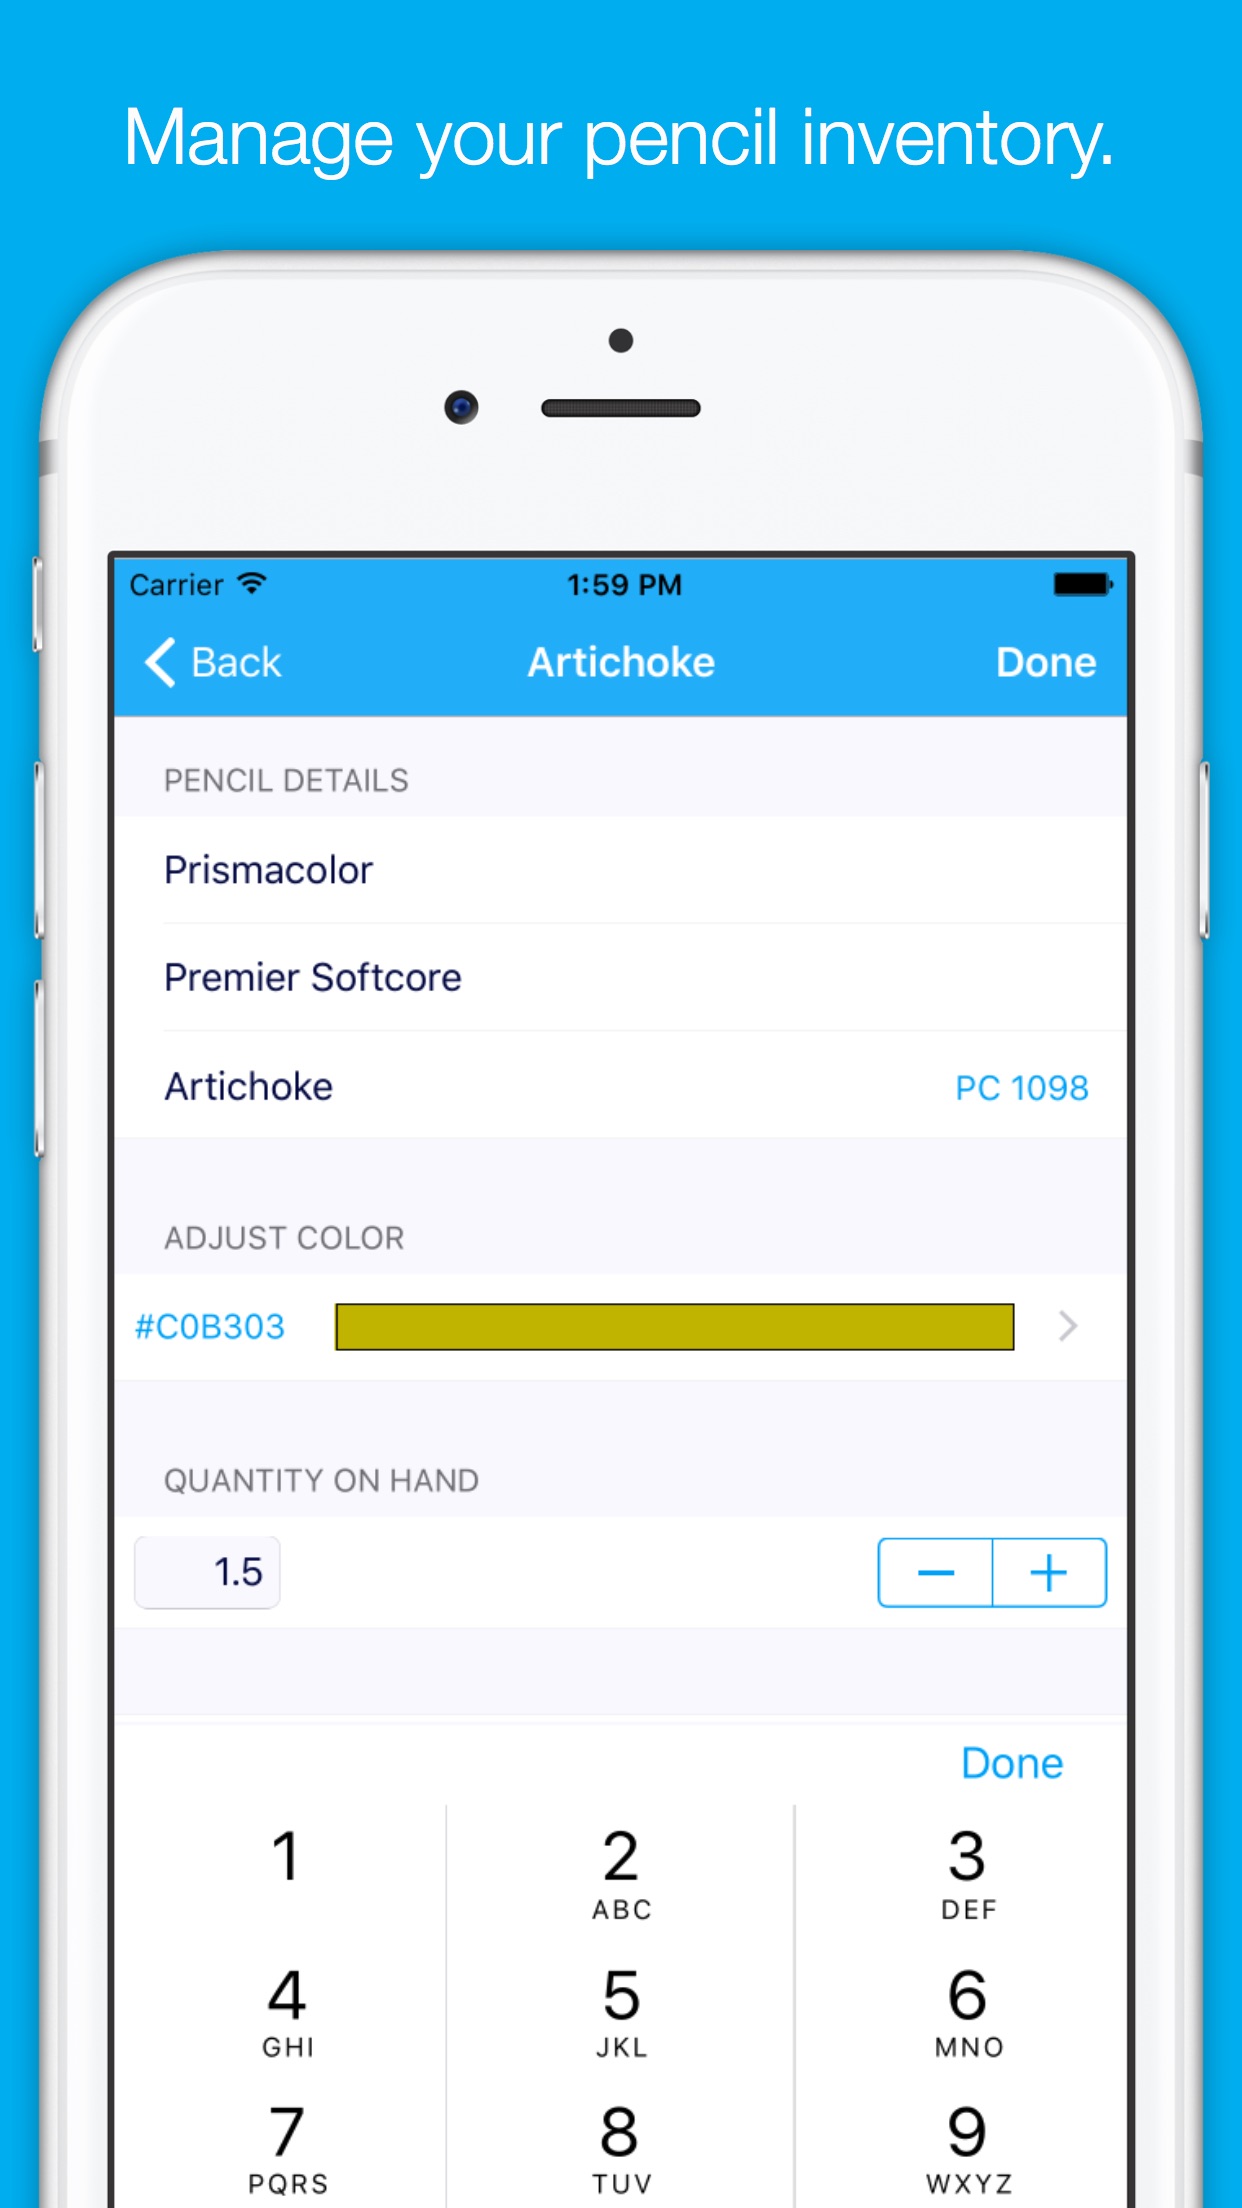 Manage your pencil inventory.
Carrier 1:59 PM
Back Artichoke Done
PENCIL DETAILS
Prismacolor
Premier Softcore
Artichoke PC 1098
ADJUST COLOR
#C0B303
QUANTITY ON HAND
1.5 − +
Done
1 2 3
ABC DEF
4 5 6
GHI JKL MNO
7 8 9
PQRS TUV WXYZ